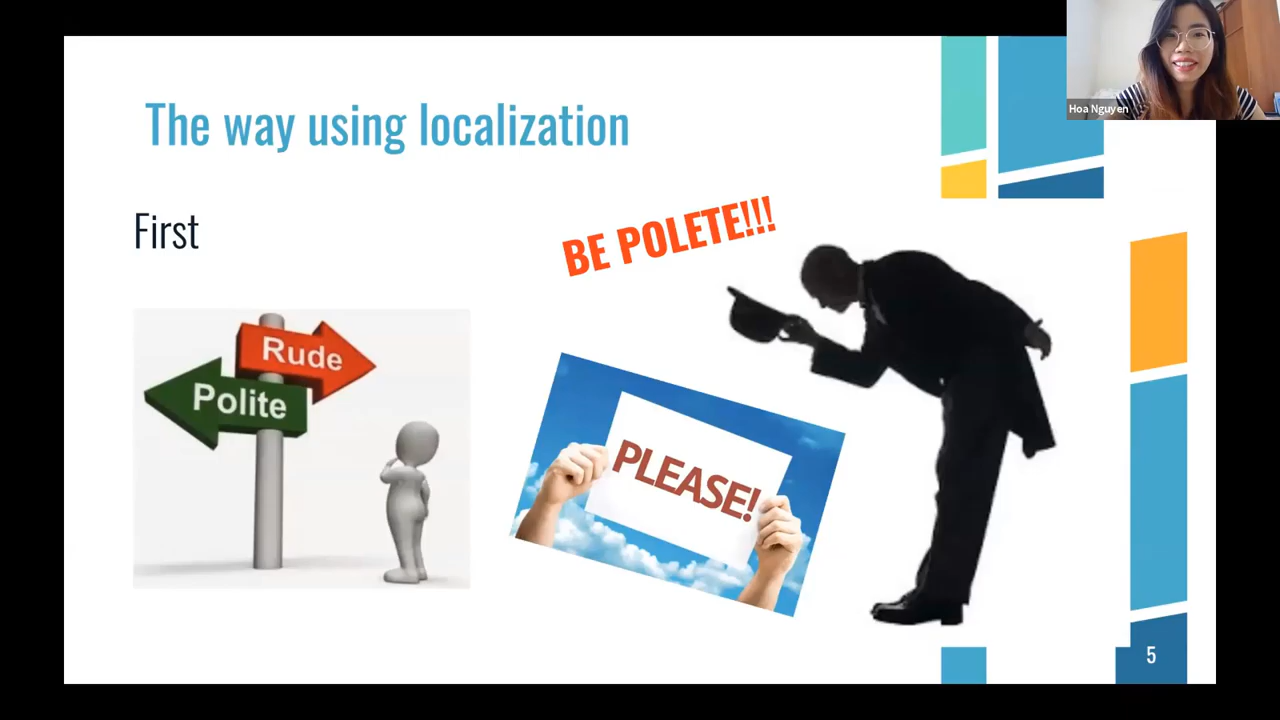 Hoa Nguyen
The way using localization
First
BE POLETE!!!
Rude
Polite
PLEASE!
5